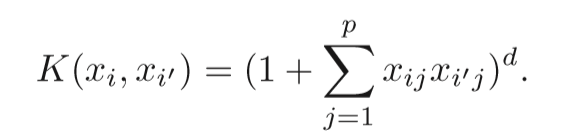 K(x_i, x_{i'}) = (1 + \sum_{j=1}^{p} x_{ij} x_{i'j})^d.